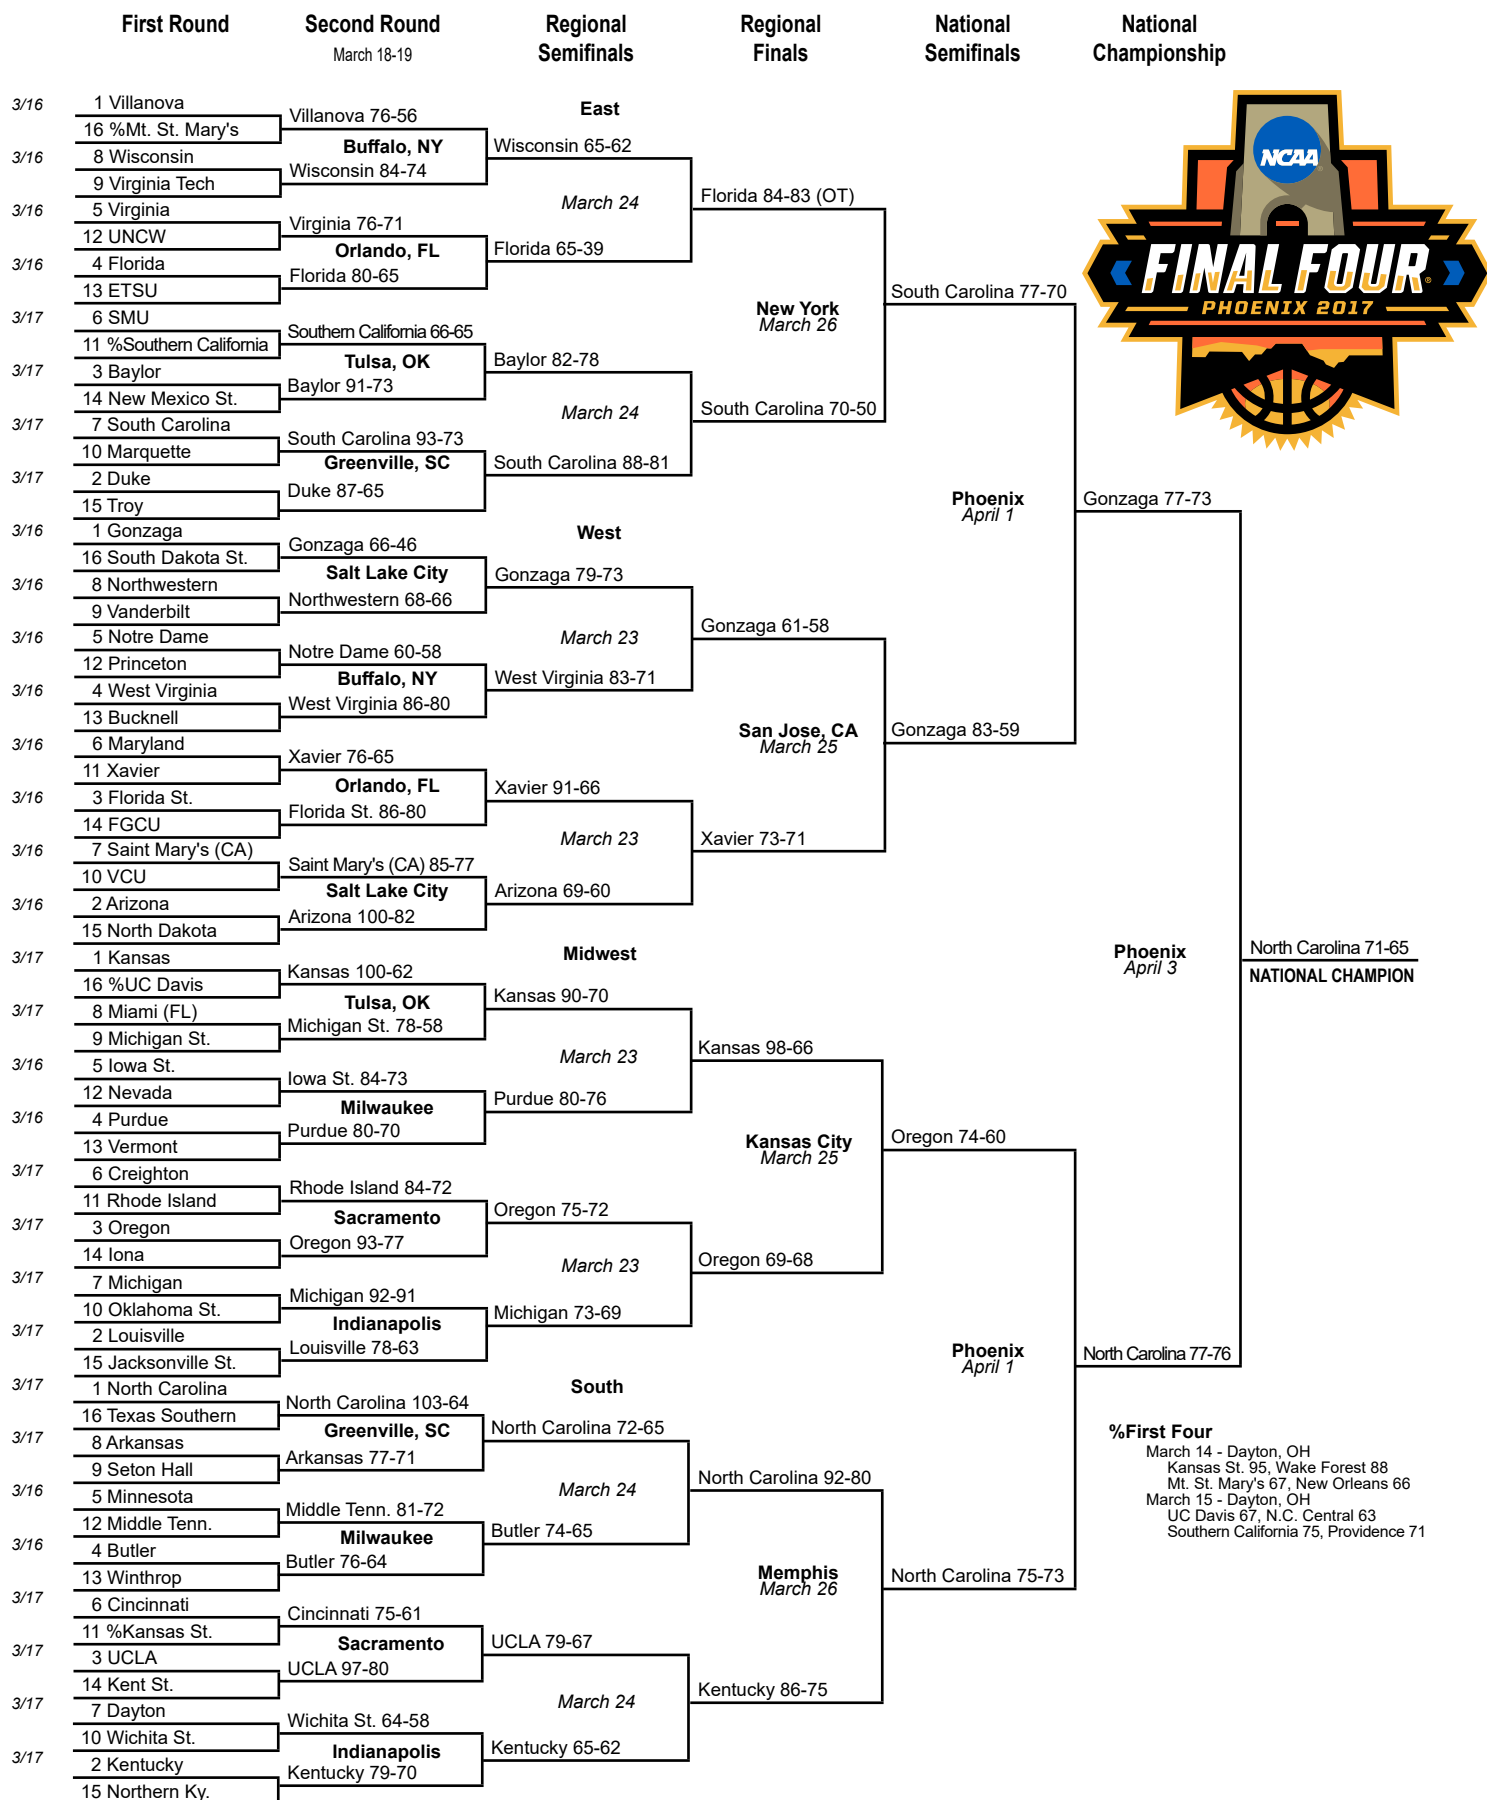 First Round
Second Round
March 18-19
Regional
Semifinals
Regional
Finals
National
Semifinals
National
Championship
NCAA
FINAL FOUR®
PHOENIX 2017
East
3/16
1 Villanova
16 %Mt. St. Mary's
3/16
8 Wisconsin
9 Virginia Tech
3/16
5 Virginia
12 UNCW
3/16
4 Florida
13 ETSU
3/17
6 SMU
11 %Southern California
3/17
3 Baylor
14 New Mexico St.
3/17
7 South Carolina
10 Marquette
3/17
2 Duke
15 Troy
Villanova 76-56
Buffalo, NY
Wisconsin 84-74
Virginia 76-71
Orlando, FL
Florida 80-65
Southern California 66-65
Tulsa, OK
Baylor 91-73
South Carolina 93-73
Greenville, SC
Duke 87-65
Wisconsin 65-62
March 24
Florida 65-39
Baylor 82-78
March 24
South Carolina 88-81
Florida 84-83 (OT)
New York
March 26
South Carolina 70-50
South Carolina 77-70
West
3/16
1 Gonzaga
16 South Dakota St.
3/16
8 Northwestern
9 Vanderbilt
3/16
5 Notre Dame
12 Princeton
3/16
4 West Virginia
13 Bucknell
3/16
6 Maryland
11 Xavier
3/16
3 Florida St.
14 FGCU
3/16
7 Saint Mary's (CA)
10 VCU
3/16
2 Arizona
15 North Dakota
Gonzaga 66-46
Salt Lake City
Northwestern 68-66
Notre Dame 60-58
Buffalo, NY
West Virginia 86-80
Xavier 76-65
Orlando, FL
Florida St. 86-80
Saint Mary's (CA) 85-77
Salt Lake City
Arizona 100-82
Gonzaga 79-73
March 23
West Virginia 83-71
Xavier 91-66
March 23
Arizona 69-60
Gonzaga 61-58
San Jose, CA
March 25
Xavier 73-71
Gonzaga 83-59
Phoenix
April 1
Gonzaga 77-73
Midwest
3/17
1 Kansas
16 %UC Davis
3/17
8 Miami (FL)
9 Michigan St.
3/16
5 Iowa St.
12 Nevada
3/16
4 Purdue
13 Vermont
3/17
6 Creighton
11 Rhode Island
3/17
3 Oregon
14 Iona
3/17
7 Michigan
10 Oklahoma St.
3/17
2 Louisville
15 Jacksonville St.
Kansas 100-62
Tulsa, OK
Michigan St. 78-58
Iowa St. 84-73
Milwaukee
Purdue 80-70
Rhode Island 84-72
Sacramento
Oregon 93-77
Michigan 92-91
Indianapolis
Louisville 78-63
Kansas 90-70
March 23
Purdue 80-76
Oregon 75-72
March 23
Michigan 73-69
Kansas 98-66
Kansas City
March 25
Oregon 69-68
Oregon 74-60
South
3/17
1 North Carolina
16 Texas Southern
3/17
8 Arkansas
9 Seton Hall
3/16
5 Minnesota
12 Middle Tenn.
3/16
4 Butler
13 Winthrop
3/17
6 Cincinnati
11 %Kansas St.
3/17
3 UCLA
14 Kent St.
3/17
7 Dayton
10 Wichita St.
3/17
2 Kentucky
15 Northern Ky.
North Carolina 103-64
Greenville, SC
Arkansas 77-71
Middle Tenn. 81-72
Milwaukee
Butler 76-64
Cincinnati 75-61
Sacramento
UCLA 97-80
Wichita St. 64-58
Indianapolis
Kentucky 79-70
North Carolina 72-65
March 24
Butler 74-65
UCLA 79-67
March 24
Kentucky 65-62
North Carolina 92-80
Memphis
March 26
Kentucky 86-75
North Carolina 75-73
Phoenix
April 1
North Carolina 77-76
Phoenix
April 3
North Carolina 71-65
NATIONAL CHAMPION
%First Four
March 14 - Dayton, OH
Kansas St. 95, Wake Forest 88
Mt. St. Mary's 67, New Orleans 66
March 15 - Dayton, OH
UC Davis 67, N.C. Central 63
Southern California 75, Providence 71